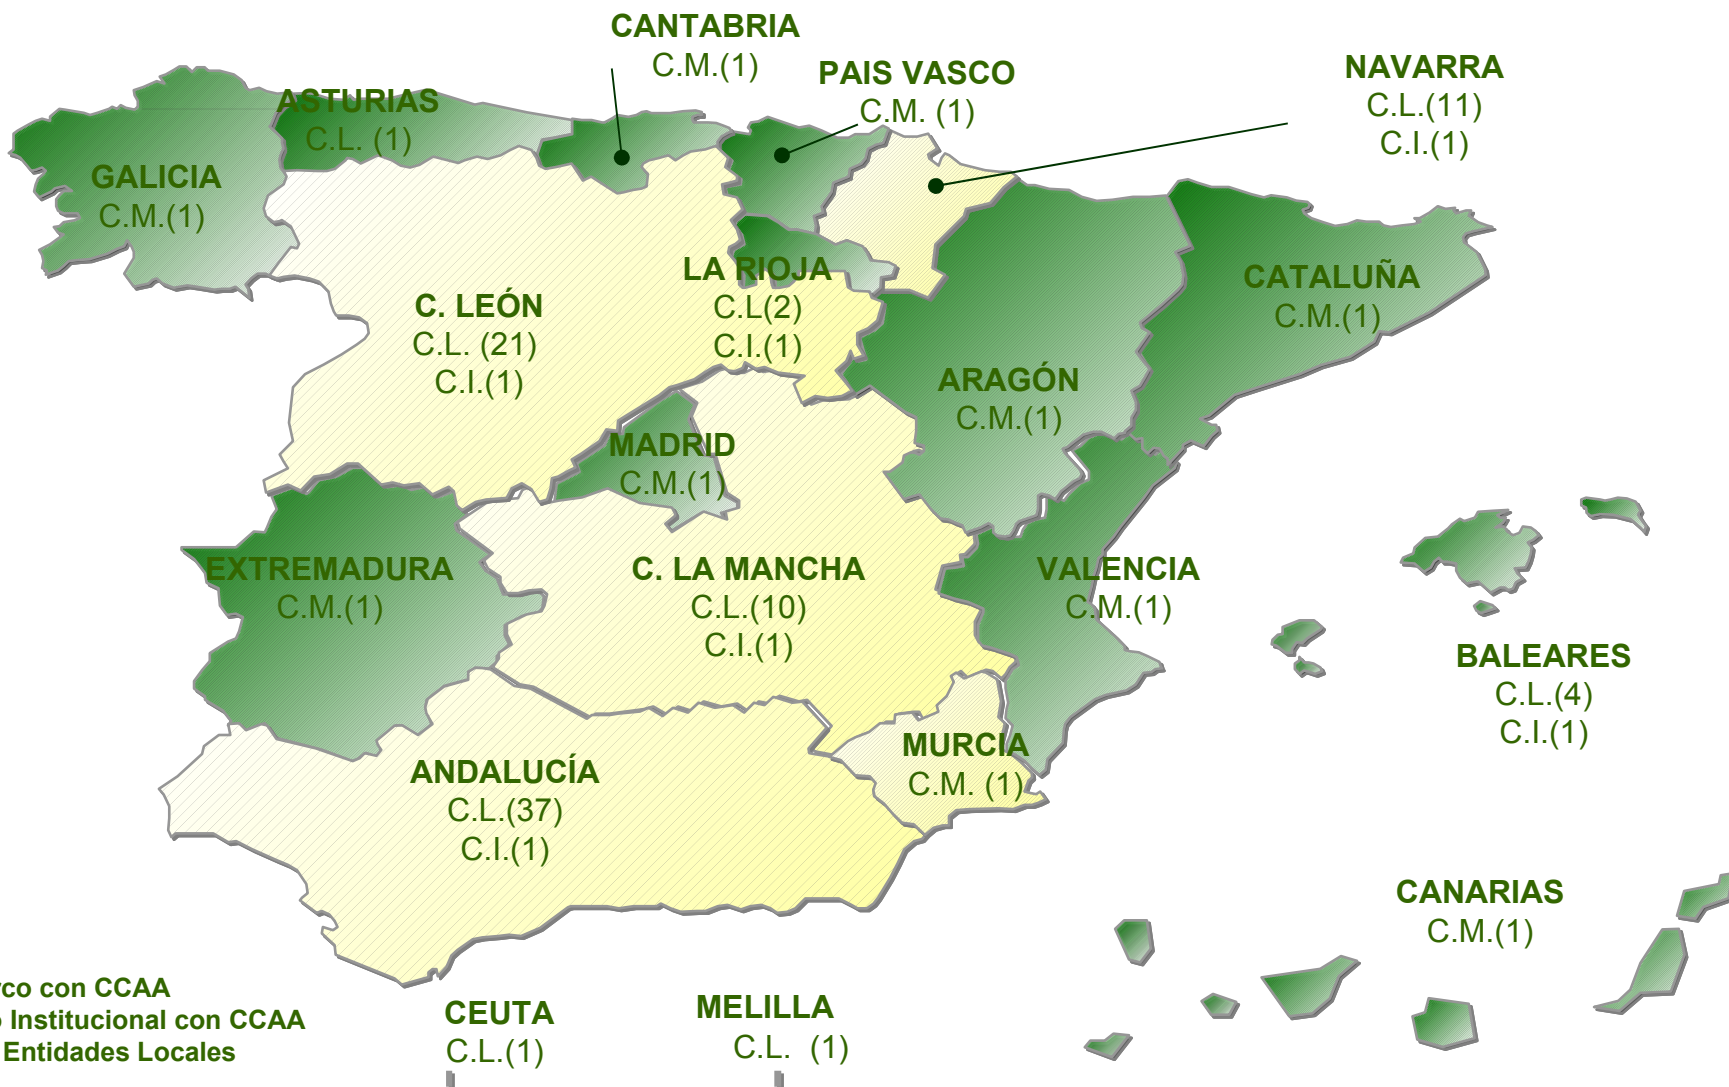 CANTABRIA
C.M.(1)
PAIS VASCO
C.M. (1)
NAVARRA
C.L.(11)
C.I.(1)
ASTURIAS
C.L. (1)
GALICIA
C.M.(1)
LA RIOJA
C.L(2)
C.I.(1)
CATALUÑA
C.M.(1)
C. LEÓN
C.L. (21)
C.I.(1)
ARAGÓN
C.M.(1)
MADRID
C.M.(1)
EXTREMADURA
C.M.(1)
C. LA MANCHA
C.L.(10)
C.I.(1)
VALENCIA
C.M.(1)
BALEARES
C.L.(4)
C.I.(1)
MURCIA
C.M. (1)
ANDALUCÍA
C.L.(37)
C.I.(1)
CANARIAS
C.M.(1)
con CCAA
Institucional con CCAA
Entidades Locales
CEUTA
C.L.(1)
MELILLA
C.L. (1)